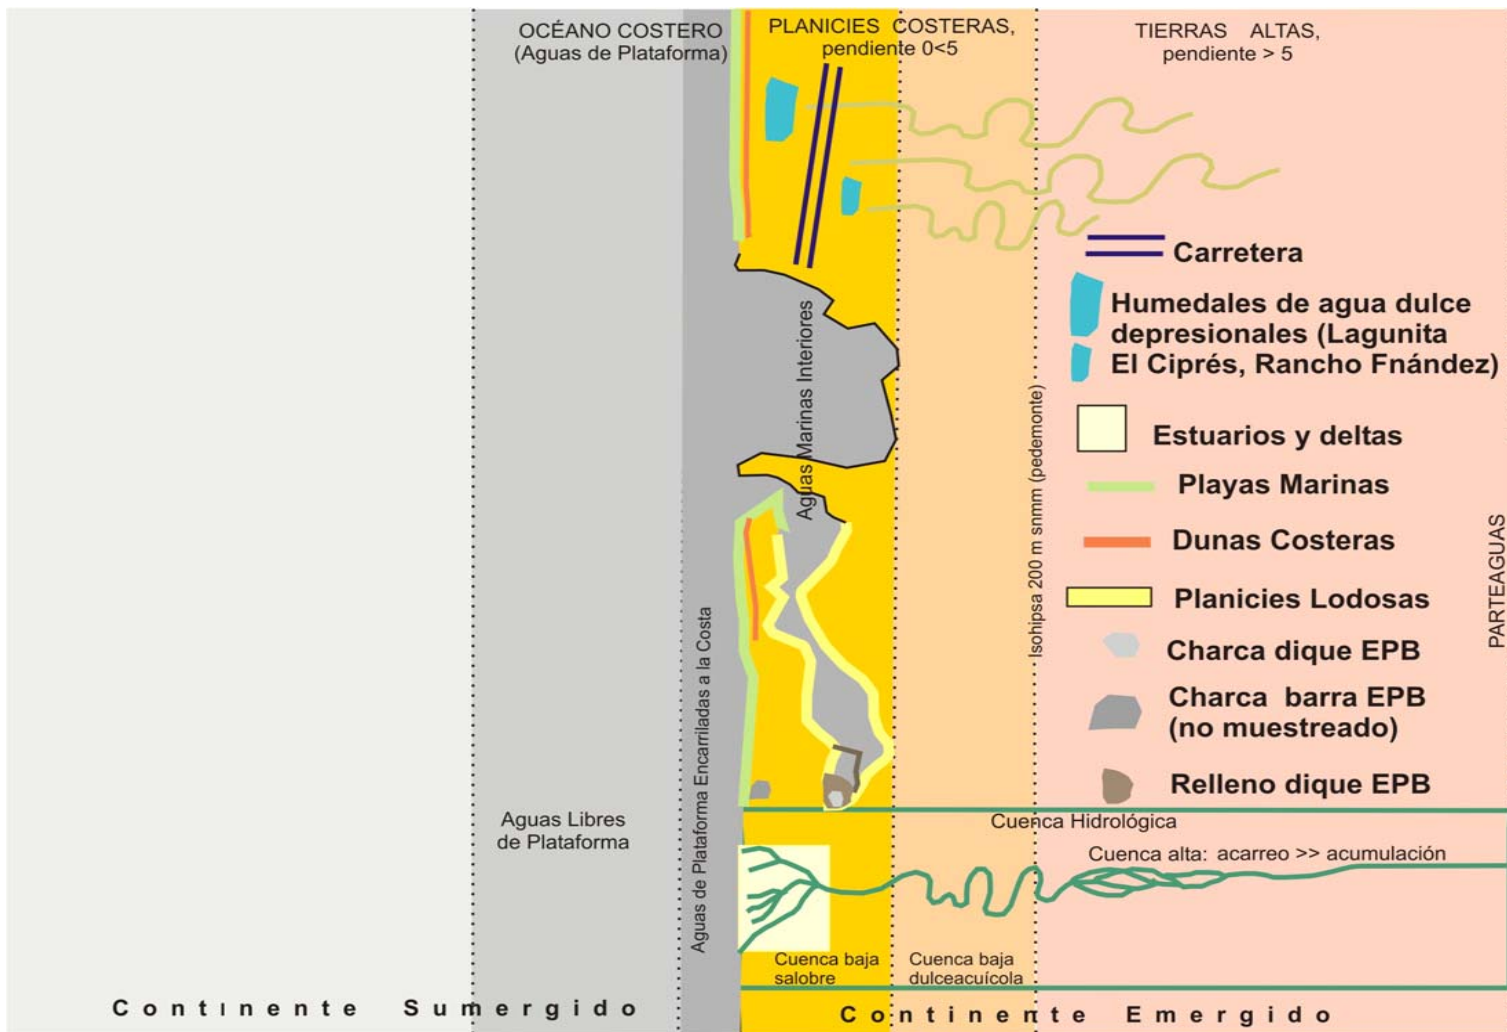 OCÉANO COSTERO
(Aguas de Plataforma)
PLANICIES COSTERAS,
pendiente 0<5
TIERRAS ALTAS,
pendiente > 5
Carretera
Humedales de agua dulce
depresionales (Lagunita
El Ciprés, Rancho Fnández)
Estuarios y deltas
Playas Marinas
Dunas Costeras
Planicies Lodosas
Charca dique EPB
Charca barra EPB
(no muestreado)
Relleno dique EPB
Aguas Marinas Interiores
Isohipsa 200 m snmm (pedemonte)
PARTEAGUAS
Aguas de Plataforma Encarriladas a la Costa
Aguas Libres
de Plataforma
Cuenca Hidrológica
Cuenca alta: acarreo >> acumulación
Cuenca baja
salobre
Cuenca baja
dulceacuícola
Continente Sumergido
Continente Emergido